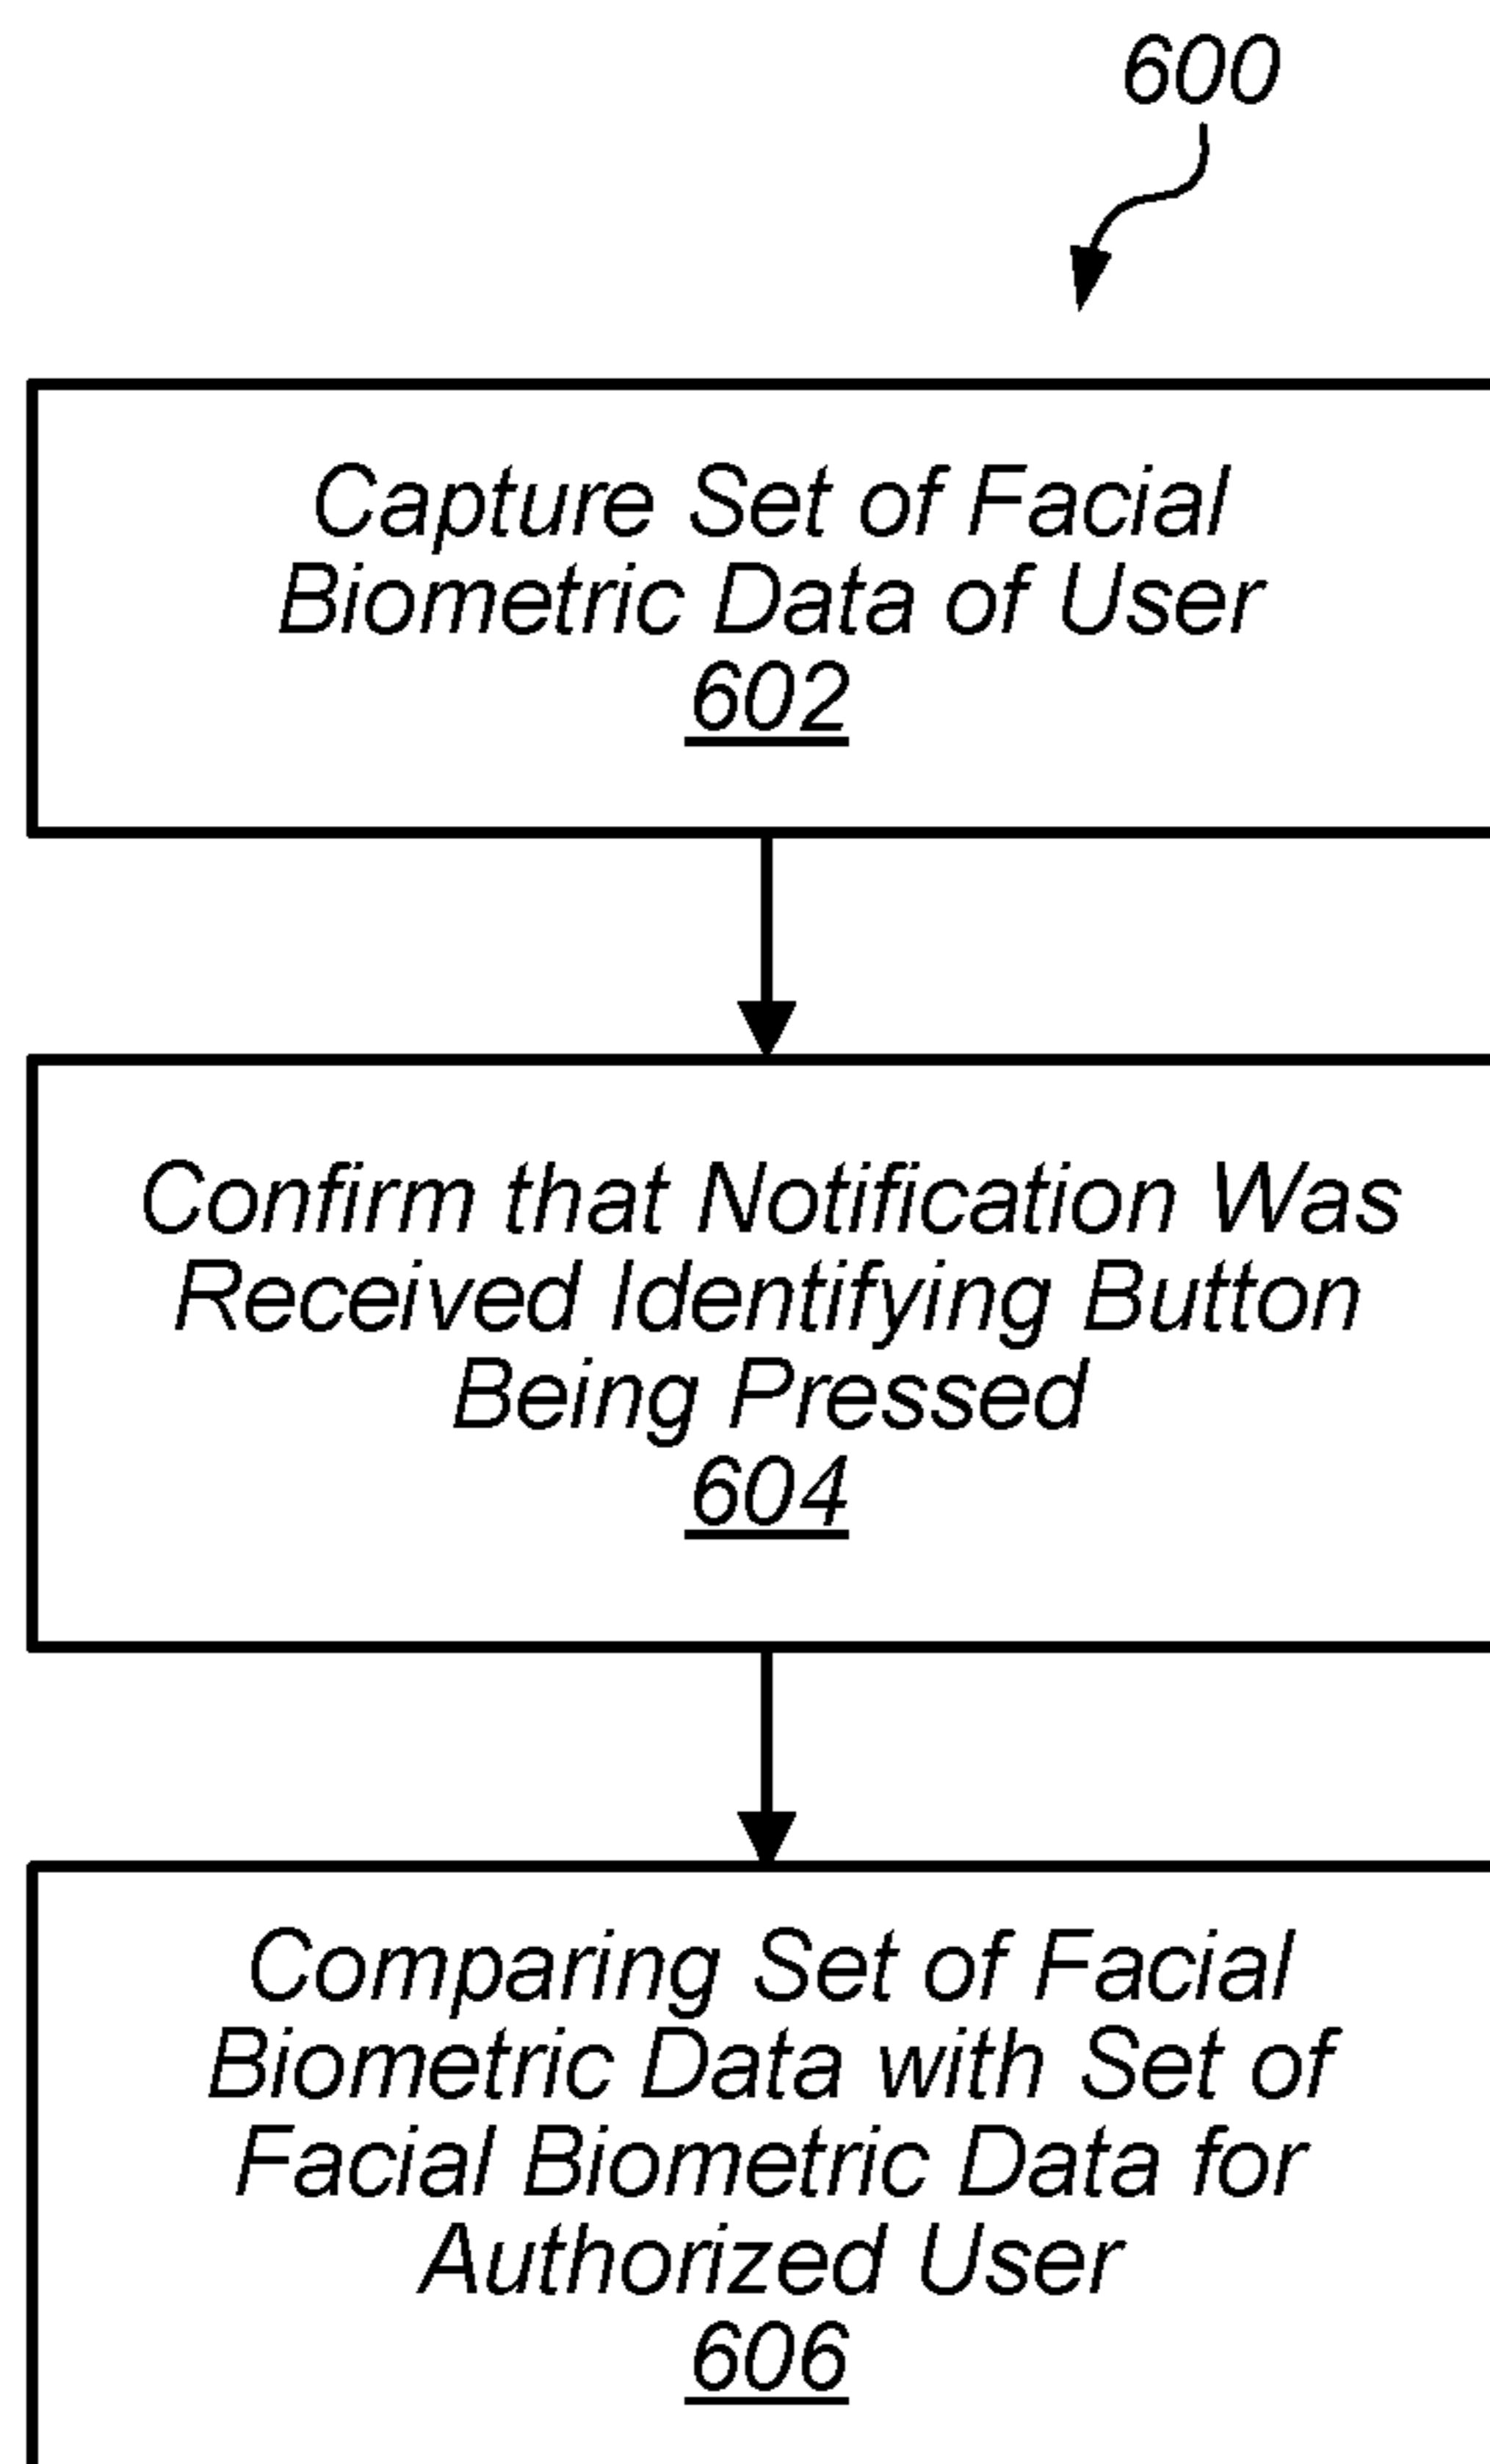 600
Capture Set of Facial
Biometric Data of User
602
Confirm that Notification Was
Received Identifying Button
Being Pressed
604
Comparing Set of Facial
Biometric Data with Set of
Facial Biometric Data for
Authorized User
606